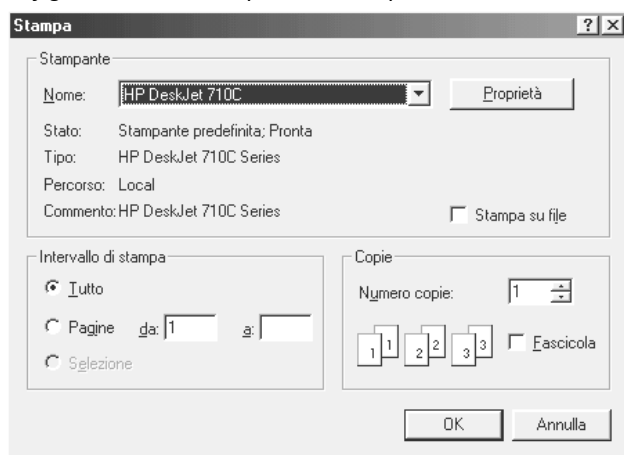 Stampa
Stampante
Nome: HP DeskJet 710C Proprietà
Stato: Stampante predefinita; Pronta
Tipo: HP DeskJet 710C Series
Percorso: Local
Commento: HP DeskJet 710C Series Stampa su file
Intervallo di stampa Copie
Tutto Numero copie: 1
Pagine da: 1 a:
1 1 2 2 3 3 Fascicola
Selezione
OK Annulla